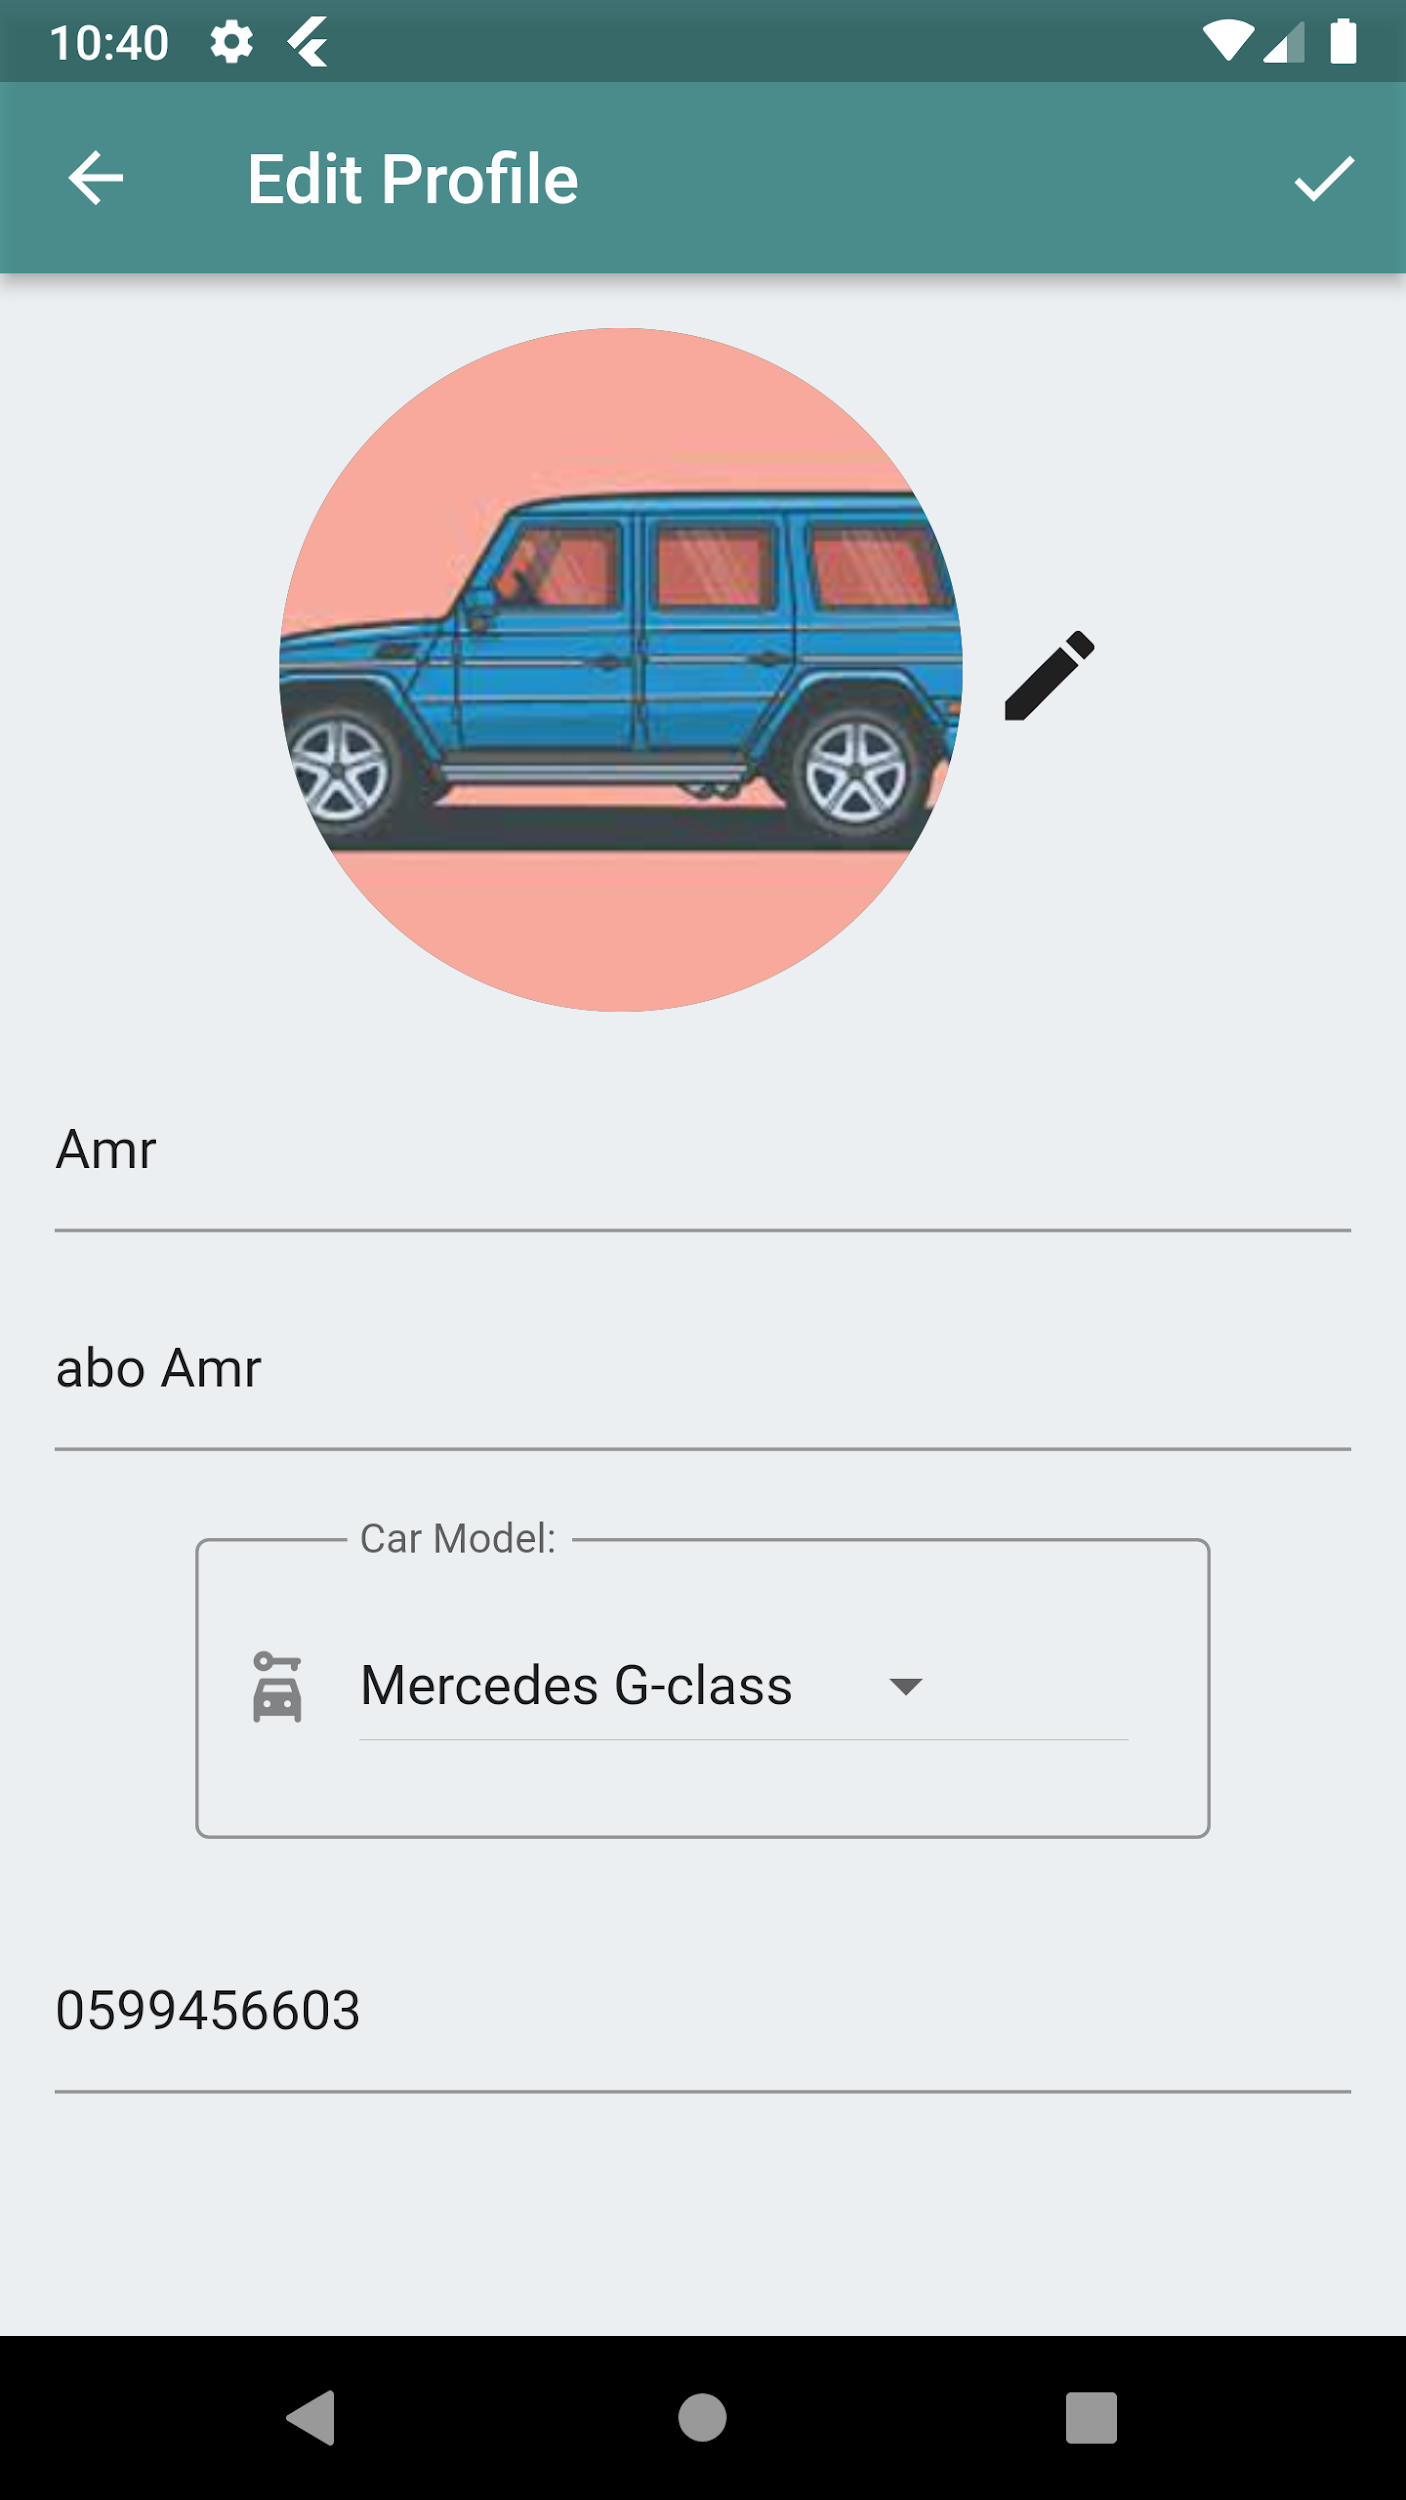 10:40
Edit Profile
Amr
abo Amr
Car Model:
Mercedes G-class
0599456603